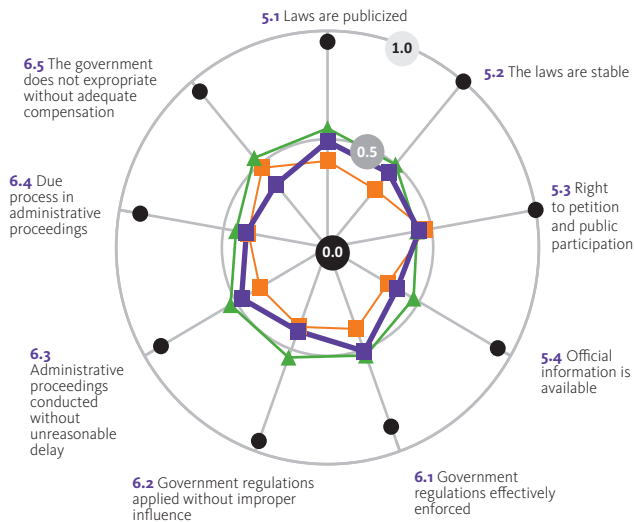 5.1 Laws are publicized
1.0
5.2 The laws are stable
0.5
5.3 Right
to petition
and public
participation
0.0
5.4 Official
information is
available
6.1 Government
regulations effectively
enforced
6.2 Government regulations
applied without improper
influence
6.3
Administrative
proceedings
conducted
without
unreasonable
delay
6.4 Due
process in
administrative
proceedings
6.5 The government
does not expropriate
without adequate
compensation